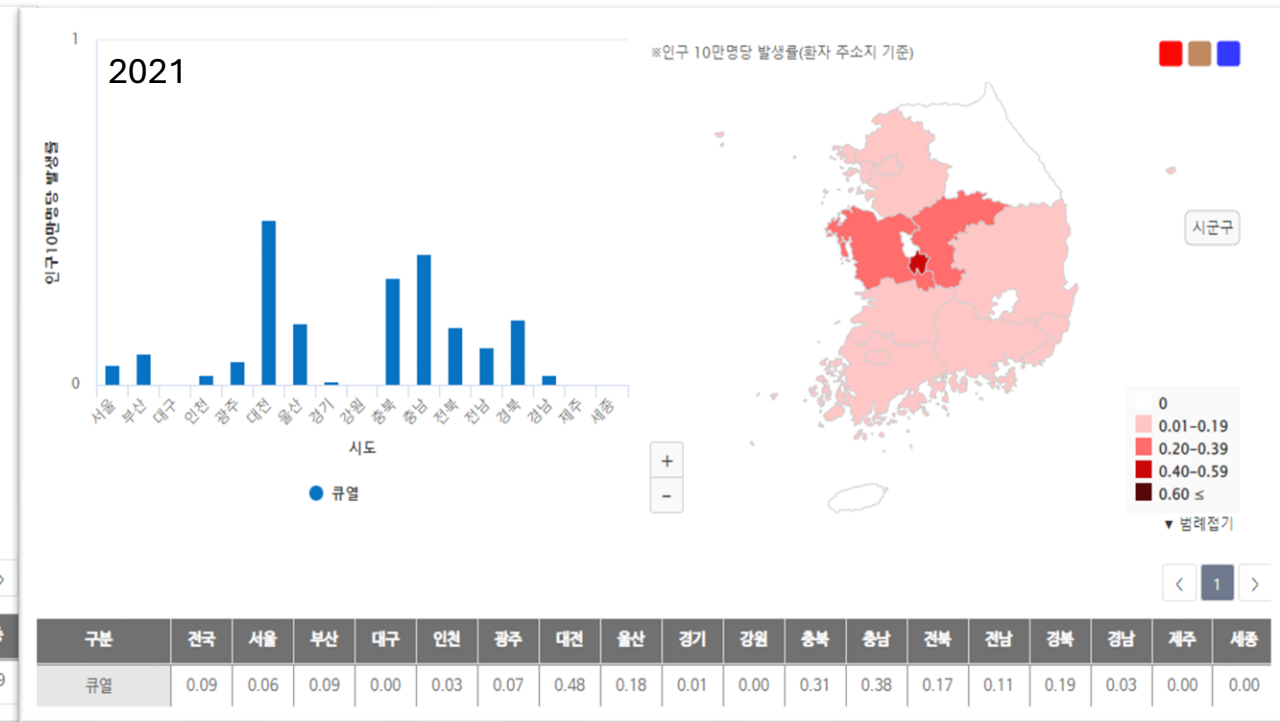 1
2021
인구10만명당 발생률
0
서울 부산 대구 인천 광주 대전 울산 경기 강원 충북 충남 전북 전남 경북 경남 제주 세종
시도
큐열
※인구 10만명당 발생률(환자 주소지 기준)
시군구
+
−
0
0.01-0.19
0.20-0.39
0.40-0.59
0.60 ≤
▼ 범례접기
< 1 >
구분 전국 서울 부산 대구 인천 광주 대전 울산 경기 강원 충북 충남 전북 전남 경북 경남 제주 세종
큐열 0.09 0.06 0.09 0.00 0.03 0.07 0.48 0.18 0.01 0.00 0.31 0.38 0.17 0.11 0.19 0.03 0.00 0.00
9